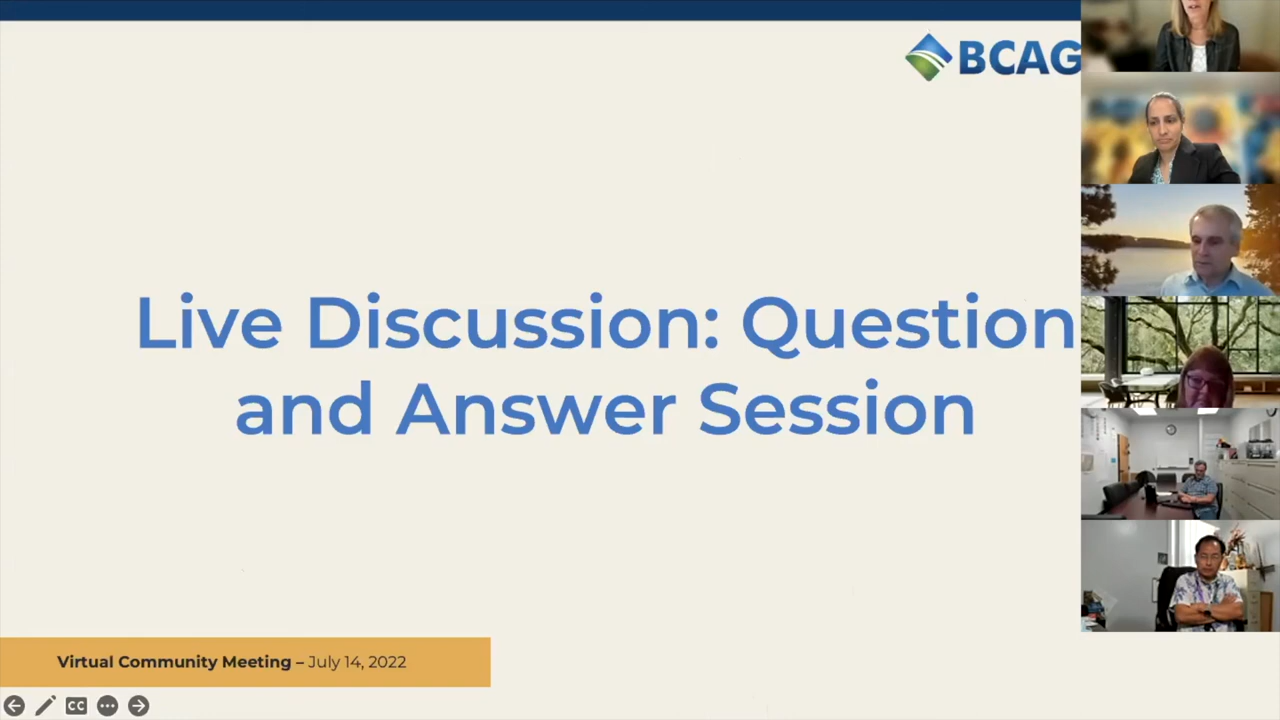 BCAG
Live Discussion: Question
and Answer Session
Virtual Community Meeting – July 14, 2022
CC